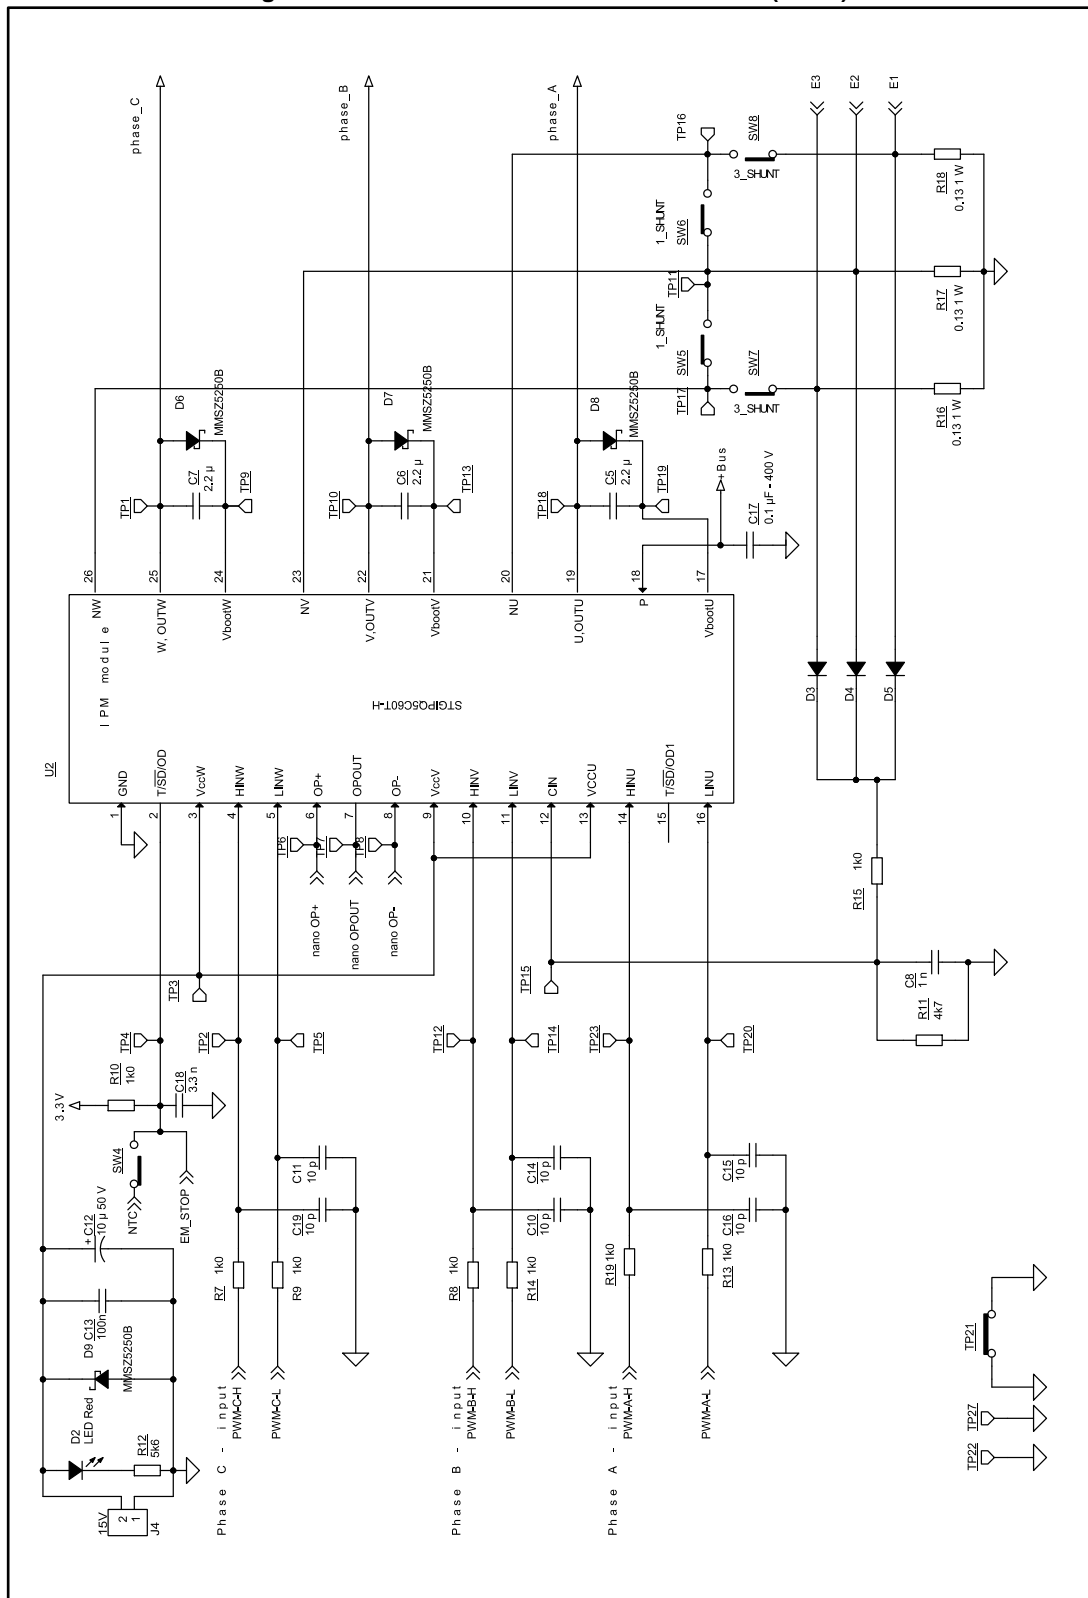 phase_C
phase_B
phase_A
E3
E2
E1
TP16
SW8
3_SHUNT
R18
0.13 1 W
1_SHUNT
SW6
TP11
R17
0.13 1 W
1_SHUNT
SW5
SW7
TP17
3_SHUNT
R16
0.13 1 W
D6
MMSZ5250B
D7
MMSZ5250B
D8
MMSZ5250B
C7
2.2 µ
C6
2.2 µ
C5
2.2 µ
TP1
TP9
TP10
TP13
TP18
TP19
+Bus
C17
0.1 µF - 400 V
26
25
24
23
22
21
20
19
18
17
NW
W, OUTW
VbootW
NV
V,OUTV
VbootV
NU
U,OUTU
P
VbootU
IPM module
STGIPQ5C60T-H
U2
D3
D4
D5
GND
T/SD/OD
VccW
HINW
LINW
OP+
OPOUT
OP-
VccV
HINV
LINV
CIN
VCCU
HINU
T/SD/OD1
LINU
1
2
3
4
5
6
7
8
9
10
11
12
13
14
15
16
TP6
TP7
TP8
nano OP+
nano OPOUT
nano OP-
R15
1k0
TP3
TP15
C8
1 n
R11
4k7
TP4
TP2
TP5
TP12
TP14
TP23
TP20
R10
1k0
3.3V
C18
3.3 n
SW4
NTC
EM_STOP
C11
10 p
C19
10 p
C14
10 p
C10
10 p
C15
10 p
C16
10 p
+ C12
10 µ 50 V
C13
100n
D9
MMSZ5250B
R7 1k0
R9 1k0
R8 1k0
R14 1k0
R19 1k0
R13 1k0
D2
LED Red
R12
5k6
15V
2
1
J4
Phase C - input
PWM-C-H
PWM-C-L
Phase B - input
PWM-B-H
PWM-B-L
Phase A - input
PWM-A-H
PWM-A-L
TP21
TP27
TP22